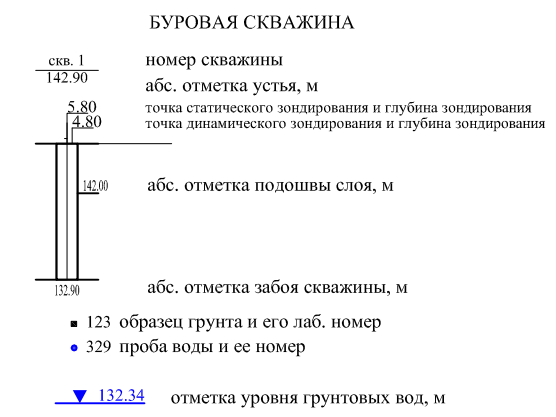 БУРОВАЯ СКВАЖИНА
скв. 1 номер скважины
142.90 абс. отметка устья, м
5.80 точка статического зондирования и глубина зондирования
4.80 точка динамического зондирования и глубина зондирования
142.00 абс. отметка подошвы слоя, м
132.90 абс. отметка забоя скважины, м
123 образец грунта и его лаб. номер
329 проба воды и ее номер
132.34 отметка уровня грунтовых вод, м